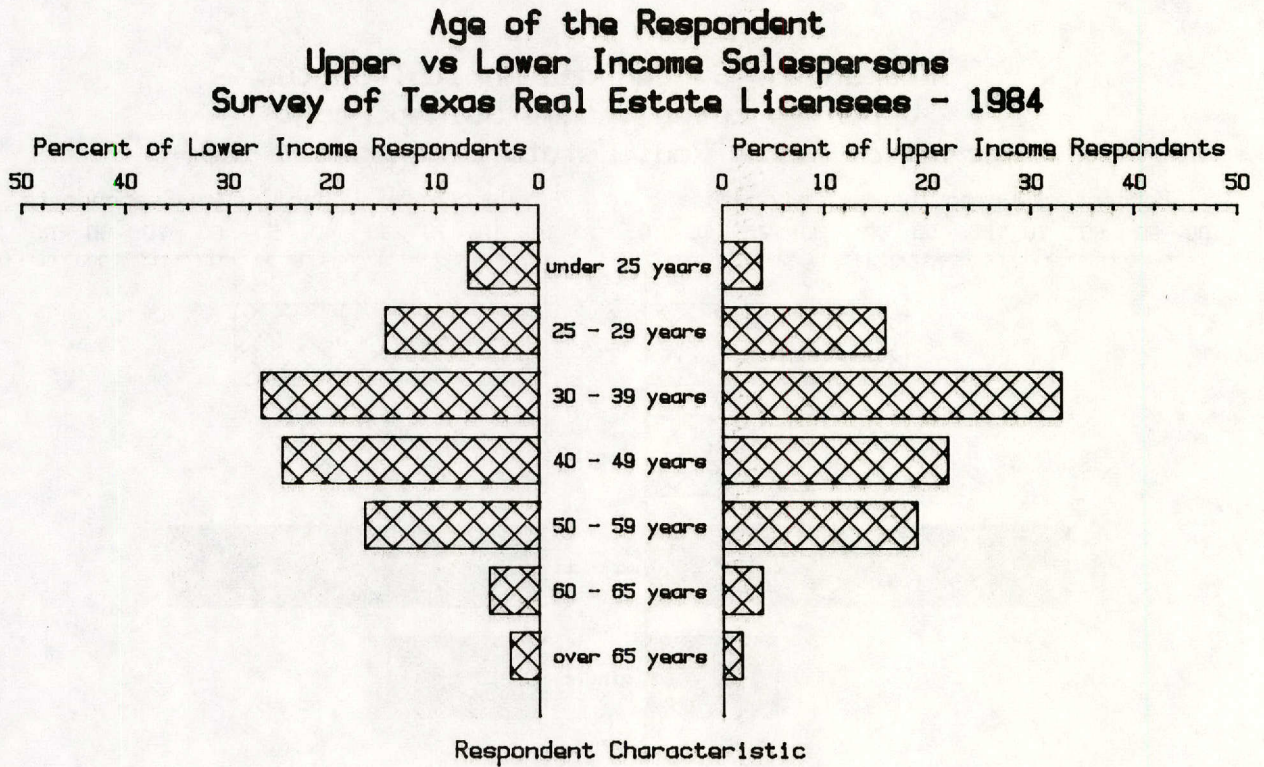 Age of the Respondent
Upper vs Lower Income Salespersons
Survey of Texas Real Estate Licensees - 1984
Percent of Lower Income Respondents
Percent of Upper Income Respondents
50 40 30 20 10 0
0 10 20 30 40 50
under 25 years
25 - 29 years
30 - 39 years
40 - 49 years
50 - 59 years
60 - 65 years
over 65 years
Respondent Characteristic